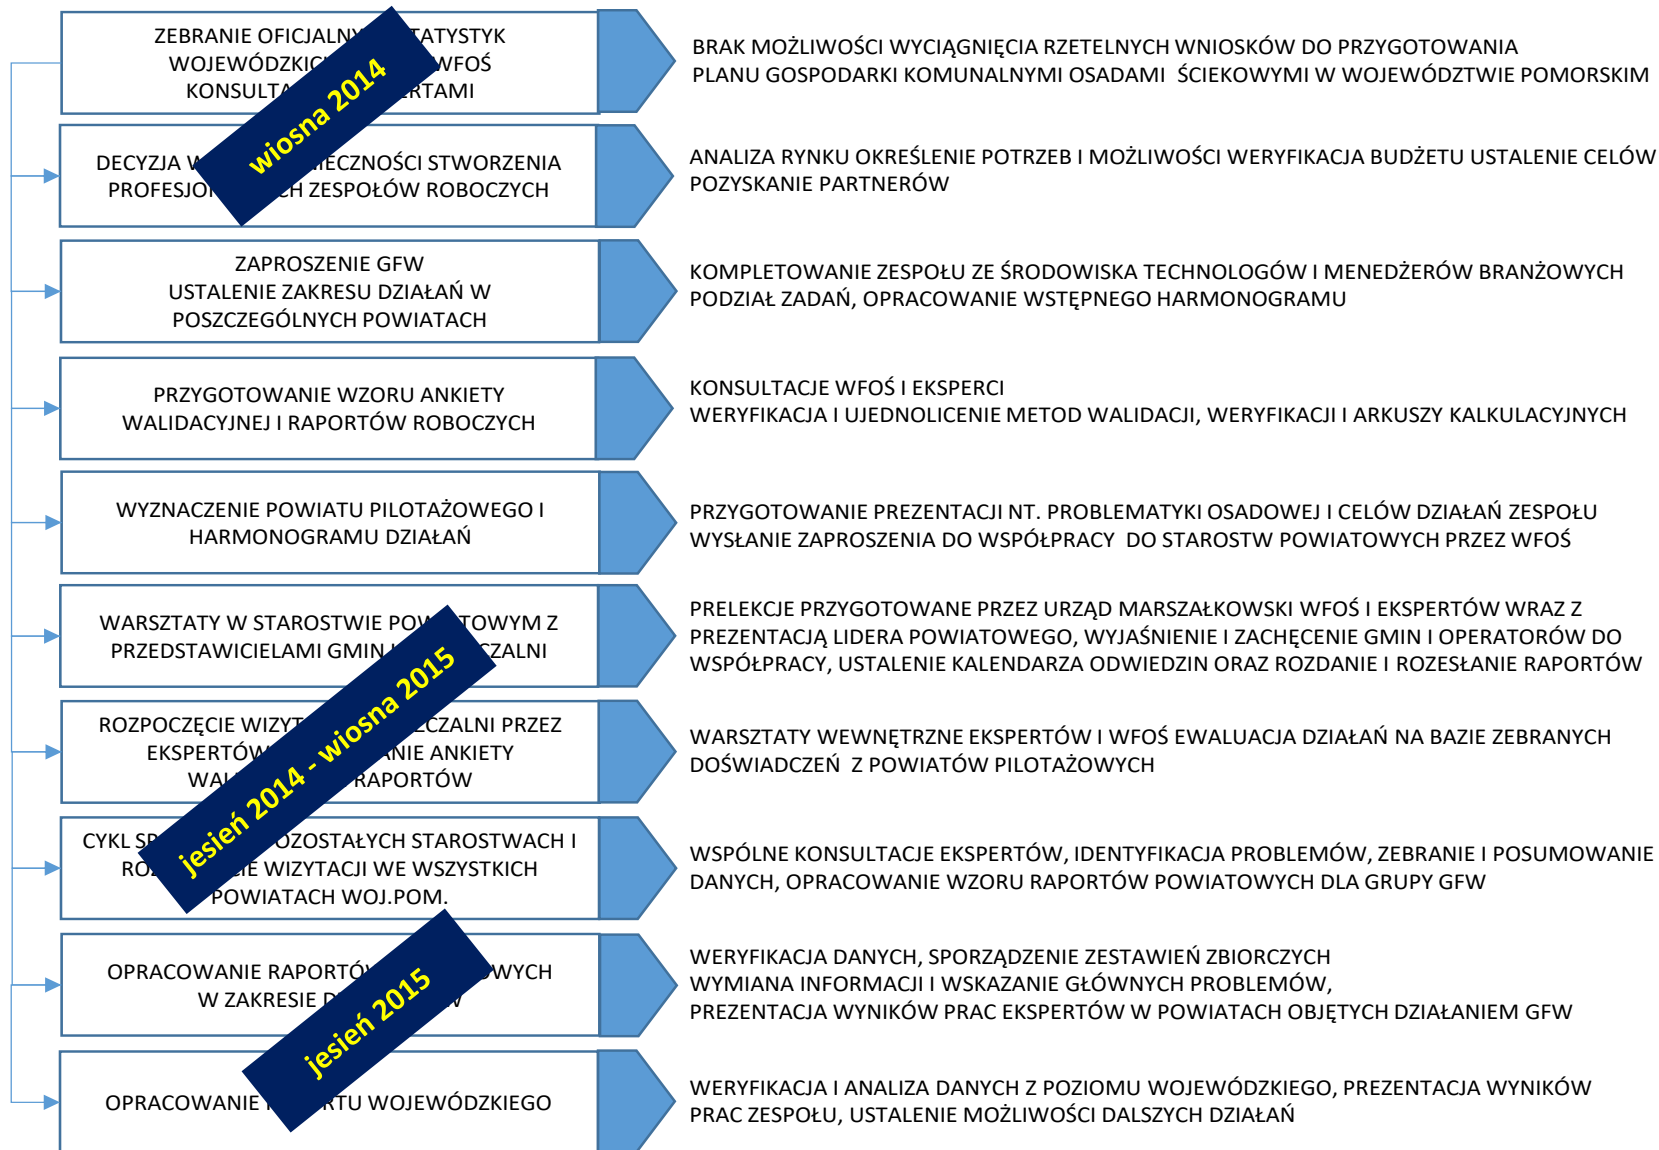 ZEBRANIE OFICJALNY TATYSTYK
WOJEWÓDZKIC WFOŚ
KONSULTA RTAMI
BRAK MOŻLIWOŚCI WYCIĄGNIĘCIA RZETELNYCH WNIOSKÓW DO PRZYGOTOWANIA
PLANU GOSPODARKI KOMUNALNYMI OSADAMI ŚCIEKOWYMI W WOJEWÓDZTWIE POMORSKIM
wiosna 2014
DECYZJA W IECZNOŚCI STWORZENIA
PROFESJO CH ZESPOŁÓW ROBOCZYCH
ANALIZA RYNKU OKREŚLENIE POTRZEB I MOŻLIWOŚCI WERYFIKACJA BUDŻETU USTALENIE CELÓW
POZYSKANIE PARTNERÓW
ZAPROSZENIE GFW
USTALENIE ZAKRESU DZIAŁAŃ W
POSZCZEGÓLNYCH POWIATACH
KOMPLETOWANIE ZESPOŁU ZE ŚRODOWISKA TECHNOLOGÓW I MENEDŻERÓW BRANŻOWYCH
PODZIAŁ ZADAŃ, OPRACOWANIE WSTĘPNEGO HARMONOGRAMU
PRZYGOTOWANIE WZORU ANKIETY
WALIDACYJNEJ I RAPORTÓW ROBOCZYCH
KONSULTACJE WFOŚ I EKSPERCI
WERYFIKACJA I UJEDNOLICENIE METOD WALIDACJI, WERYFIKACJI I ARKUSZY KALKULACYJNYCH
WYZNACZENIE POWIATU PILOTAŻOWEGO I
HARMONOGRAMU DZIAŁAŃ
PRZYGOTOWANIE PREZENTACJI NT. PROBLEMATYKI OSADOWEJ I CELÓW DZIAŁAŃ ZESPOŁU
WYSŁANIE ZAPROSZENIA DO WSPÓŁPRACY DO STAROSTW POWIATOWYCH PRZEZ WFOŚ
WARSZTATY W STAROSTWIE POW TOWYM Z
PRZEDSTAWICIELAMI GMIN CZALNI
PRELEKCJE PRZYGOTOWANE PRZEZ URZĄD MARSZAŁKOWSKI WFOŚ I EKSPERTÓW WRAZ Z
PREZENTACJĄ LIDERA POWIATOWEGO, WYJAŚNIENIE I ZACHĘCENIE GMIN I OPERATORÓW DO
WSPÓŁPRACY, USTALENIE KALENDARZA ODWIEDZIN ORAZ ROZDANIE I ROZESŁANIE RAPORTÓW
jesień 2014 - wiosna 2015
ROZPOCZĘCIE WIZYT ZCZALNI PRZEZ
EKSPERTÓW ANIE ANKIETY
WAL RAPORTÓW
WARSZTATY WEWNĘTRZNE EKSPERTÓW I WFOŚ EWALUACJA DZIAŁAŃ NA BAZIE ZEBRANYCH
DOŚWIADCZEŃ Z POWIATÓW PILOTAŻOWYCH
CYKL SP OZOSTAŁYCH STAROSTWACH I
ROZ CIE WIZYTACJI WE WSZYSTKICH
POWIATACH WOJ.POM.
WSPÓLNE KONSULTACJE EKSPERTÓW, IDENTYFIKACJA PROBLEMÓW, ZEBRANIE I POSUMOWANIE
DANYCH, OPRACOWANIE WZORU RAPORTÓW POWIATOWYCH DLA GRUPY GFW
OPRACOWANIE RAPORTÓ OWYCH
W ZAKRESIE D W
WERYFIKACJA DANYCH, SPORZĄDZENIE ZESTAWIEŃ ZBIORCZYCH
WYMIANA INFORMACJI I WSKAZANIE GŁÓWNYCH PROBLEMÓW,
PREZENTACJA WYNIKÓW PRAC EKSPERTÓW W POWIATACH OBJĘTYCH DZIAŁANIEM GFW
jesień 2015
OPRACOWANIE RTU WOJEWÓDZKIEGO
WERYFIKACJA I ANALIZA DANYCH Z POZIOMU WOJEWÓDZKIEGO, PREZENTACJA WYNIKÓW
PRAC ZESPOŁU, USTALENIE MOŻLIWOŚCI DALSZYCH DZIAŁAŃ